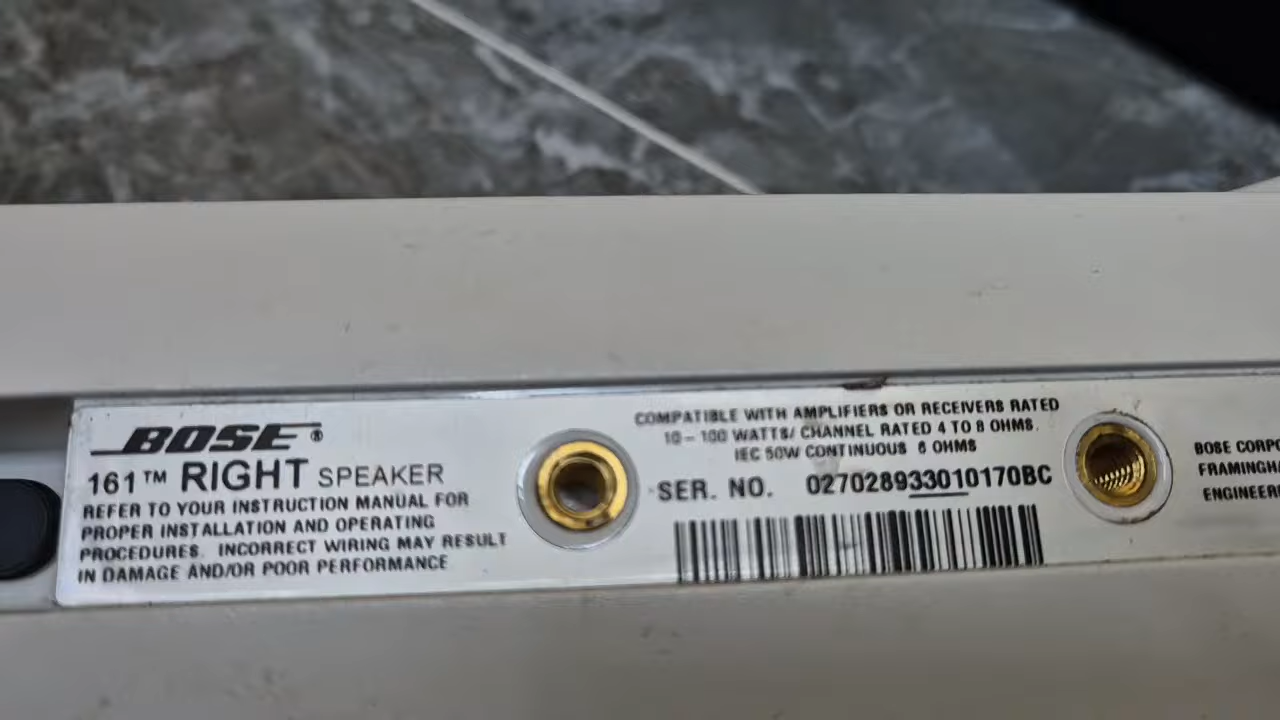 BOSE®
161™ RIGHT SPEAKER
REFER TO YOUR INSTRUCTION MANUAL FOR
PROPER INSTALLATION AND OPERATING
PROCEDURES. INCORRECT WIRING MAY RESULT
IN DAMAGE AND/OR POOR PERFORMANCE
COMPATIBLE WITH AMPLIFIERS OR RECEIVERS RATED
10-100 WATTS/ CHANNEL RATED 4 TO 8 OHMS.
IEC 50W CONTINUOUS 6 OHMS
SER. NO. 027028933010170BC
BOSE CORPO
FRAMINGHA
ENGINEERE